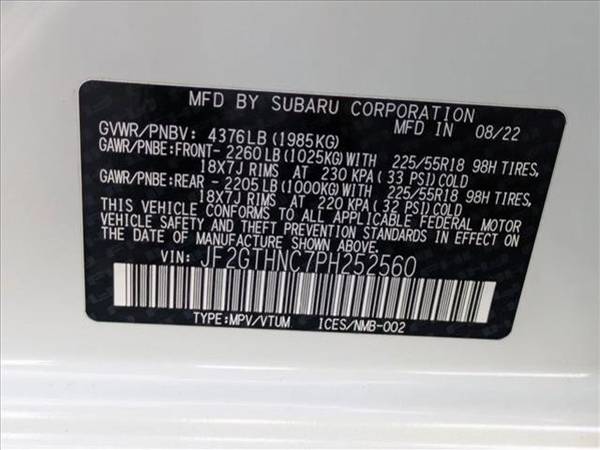 MFD BY SUBARU CORPORATION
MFD IN 08/22
GVWR/PNBV: 4376LB (1985KG)
GAWR/PNBE:FRONT- 2260LB (1025KG) WITH 225/55R18 98H TIRES,
18X7J RIMS AT 230 KPA (33 PSI) COLD
GAWR/PNBE:REAR - 2205LB (1000KG) WITH 225/55R18 98H TIRES,
18X7J RIMS AT 220 KPA (32 PSI) COLD
THIS VEHICLE CONFORMS TO ALL APPLICABLE FEDERAL MOTOR
VEHICLE SAFETY AND THEFT PREVENTION STANDARDS IN EFFECT ON
THE DATE OF MANUFACTURE SHOWN ABOVE.
VIN: JF2GTHNC7PH252560
TYPE:MPV/VTUM ICES/NMB-002